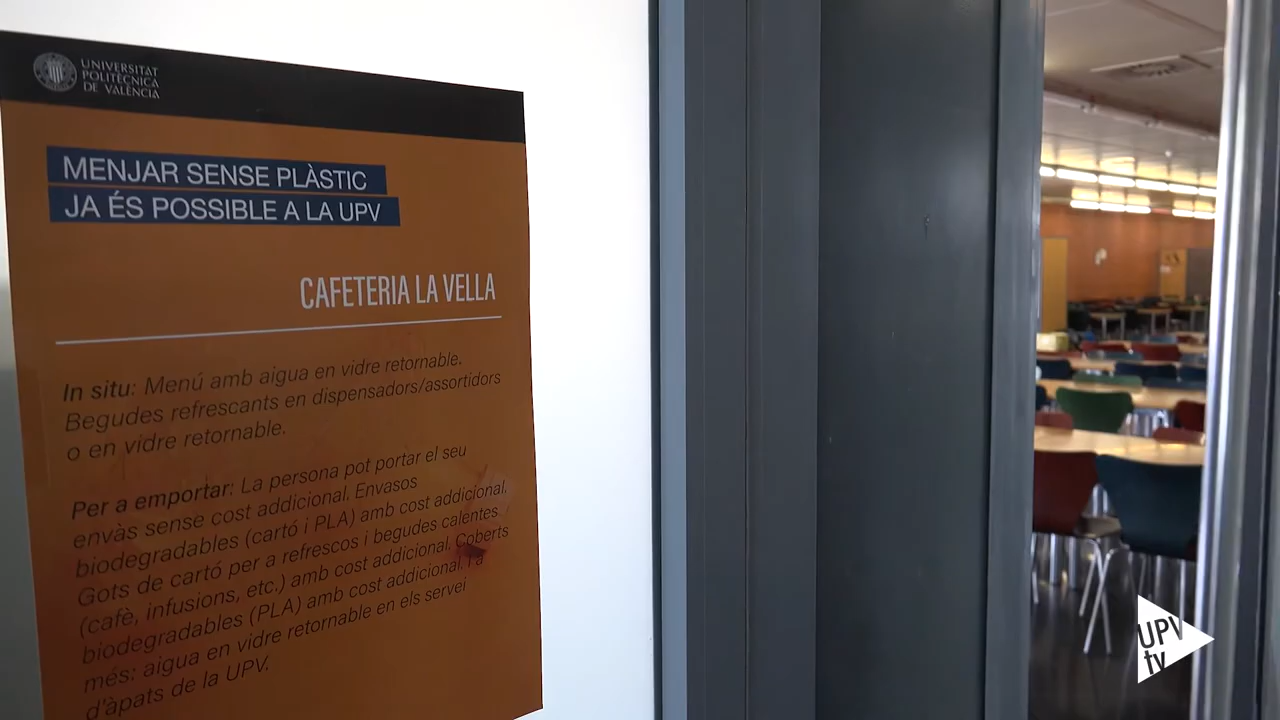 UNIVERSITAT
POLITÈCNICA
DE VALÈNCIA
MENJAR SENSE PLÀSTIC
JA ÉS POSSIBLE A LA UPV
CAFETERIA LA VELLA
In situ: Menú amb aigua en vidre retornable.
Begudes refrescants en dispensadors/assortidors
o en vidre retornable.
Per a emportar: La persona pot portar el seu
envàs sense cost addicional. Envasos
biodegradables (cartó i PLA) amb cost addicional.
Gots de cartó per a refrescos i begudes calentes
(cafè, infusions, etc.) amb cost addicional. Coberts
biodegradables (PLA) amb cost addicional. I a
més: aigua en vidre retornable en els servei
d'àpats de la UPV.
UPV
tv